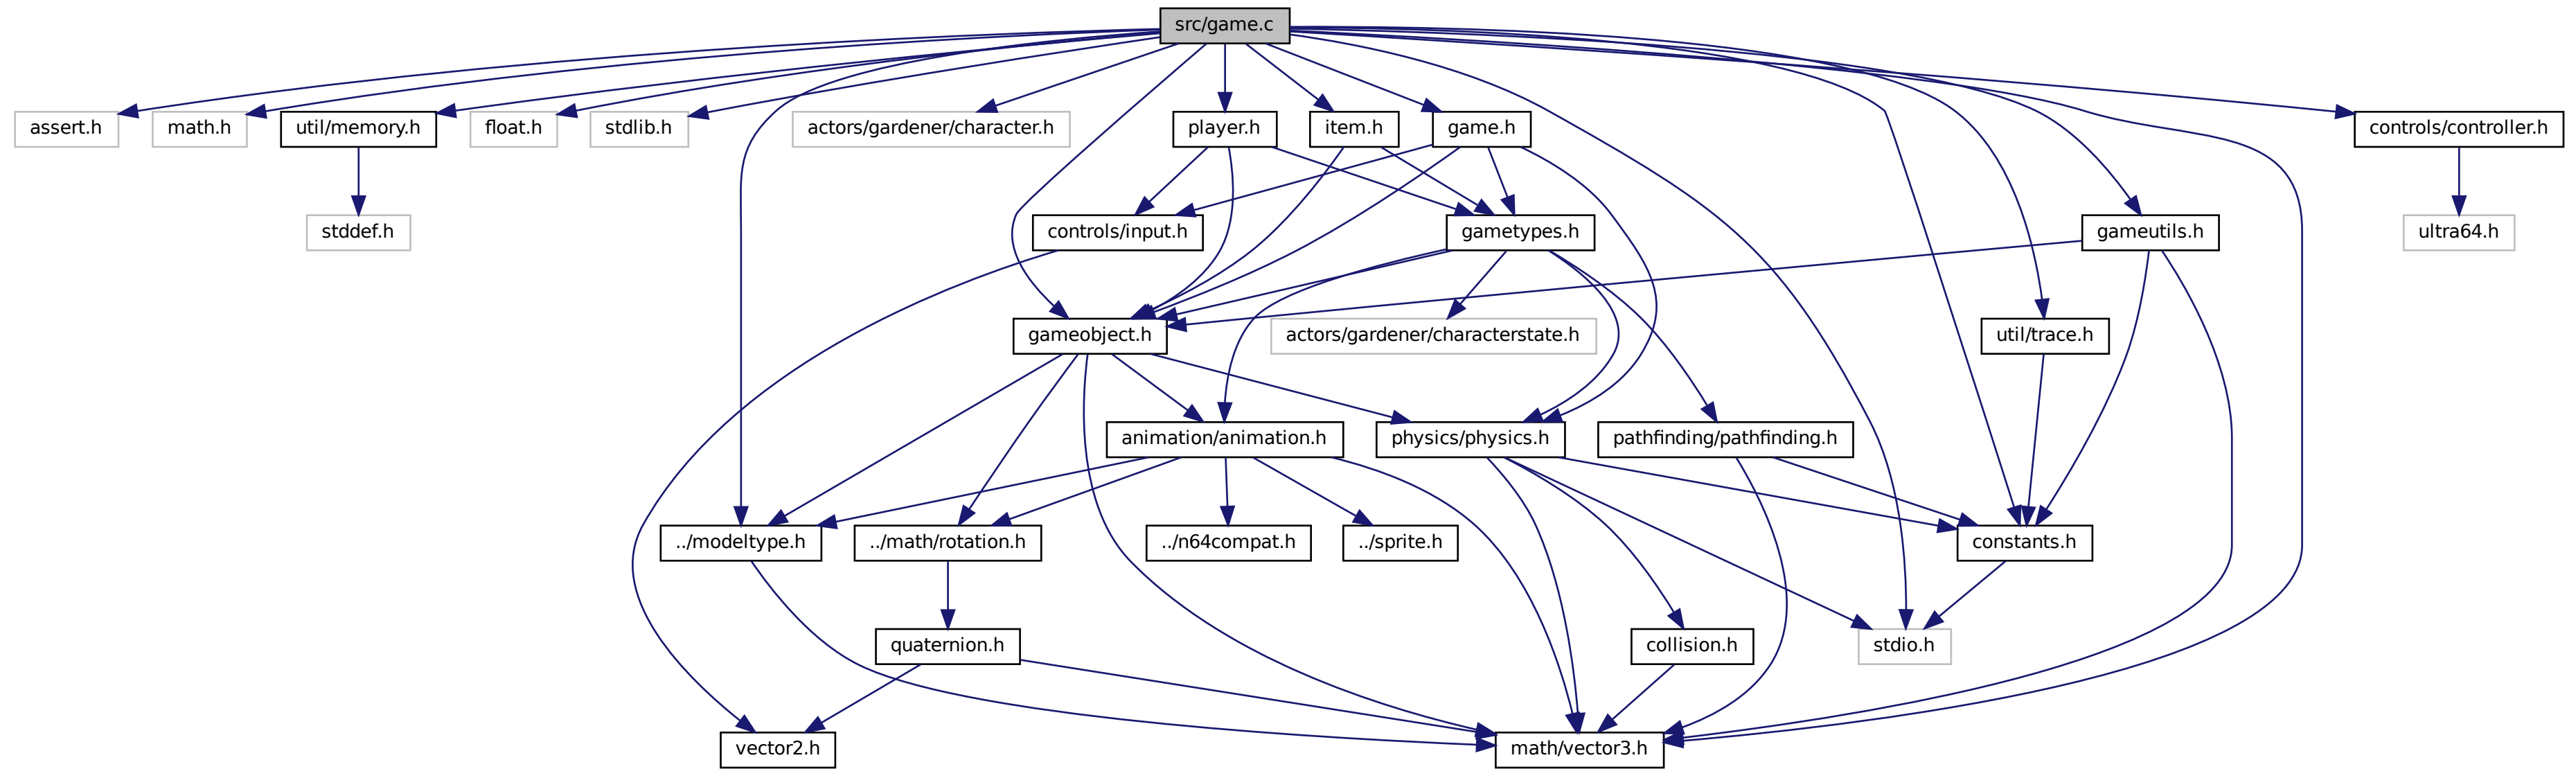 src/game.c
assert.h
math.h
util/memory.h
float.h
stdlib.h
actors/gardener/character.h
player.h
item.h
game.h
controls/controller.h
stddef.h
controls/input.h
gametypes.h
gameutils.h
ultra64.h
gameobject.h
actors/gardener/characterstate.h
util/trace.h
animation/animation.h
physics/physics.h
pathfinding/pathfinding.h
../modeltype.h
../math/rotation.h
../n64compat.h
../sprite.h
constants.h
quaternion.h
collision.h
stdio.h
vector2.h
math/vector3.h